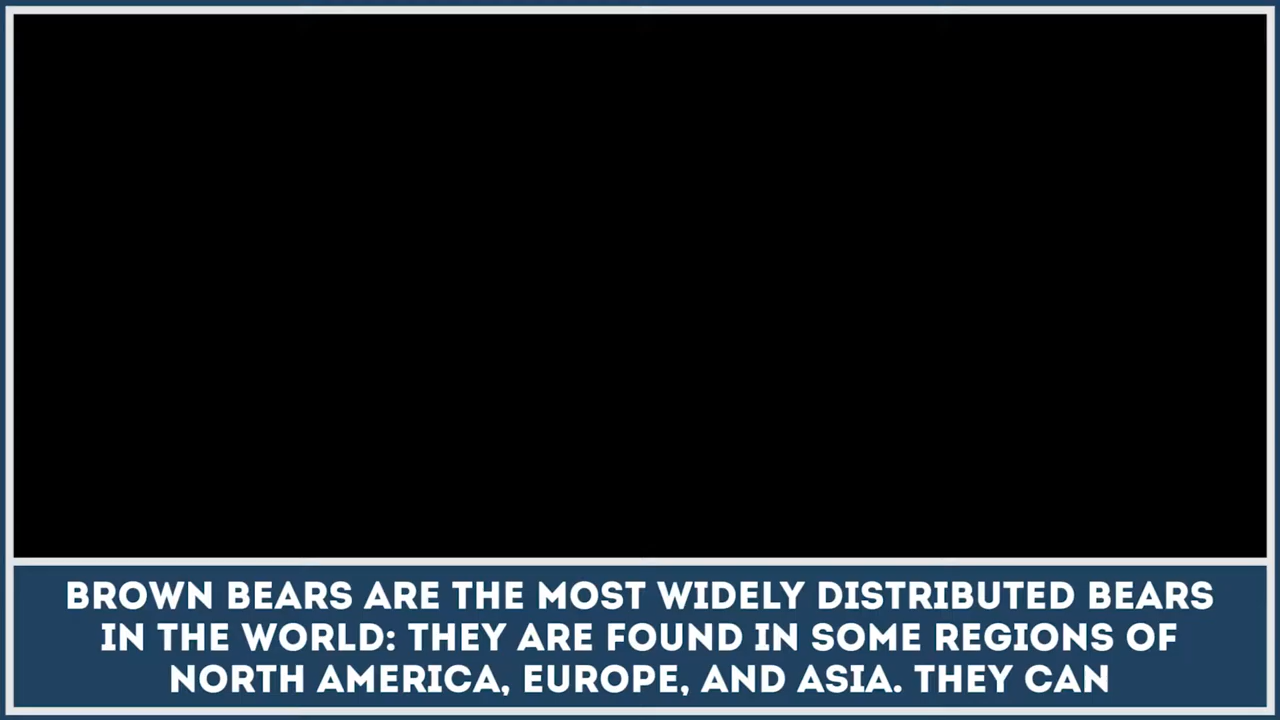 BROWN BEARS ARE THE MOST WIDELY DISTRIBUTED BEARS
IN THE WORLD: THEY ARE FOUND IN SOME REGIONS OF
NORTH AMERICA, EUROPE, AND ASIA. THEY CAN